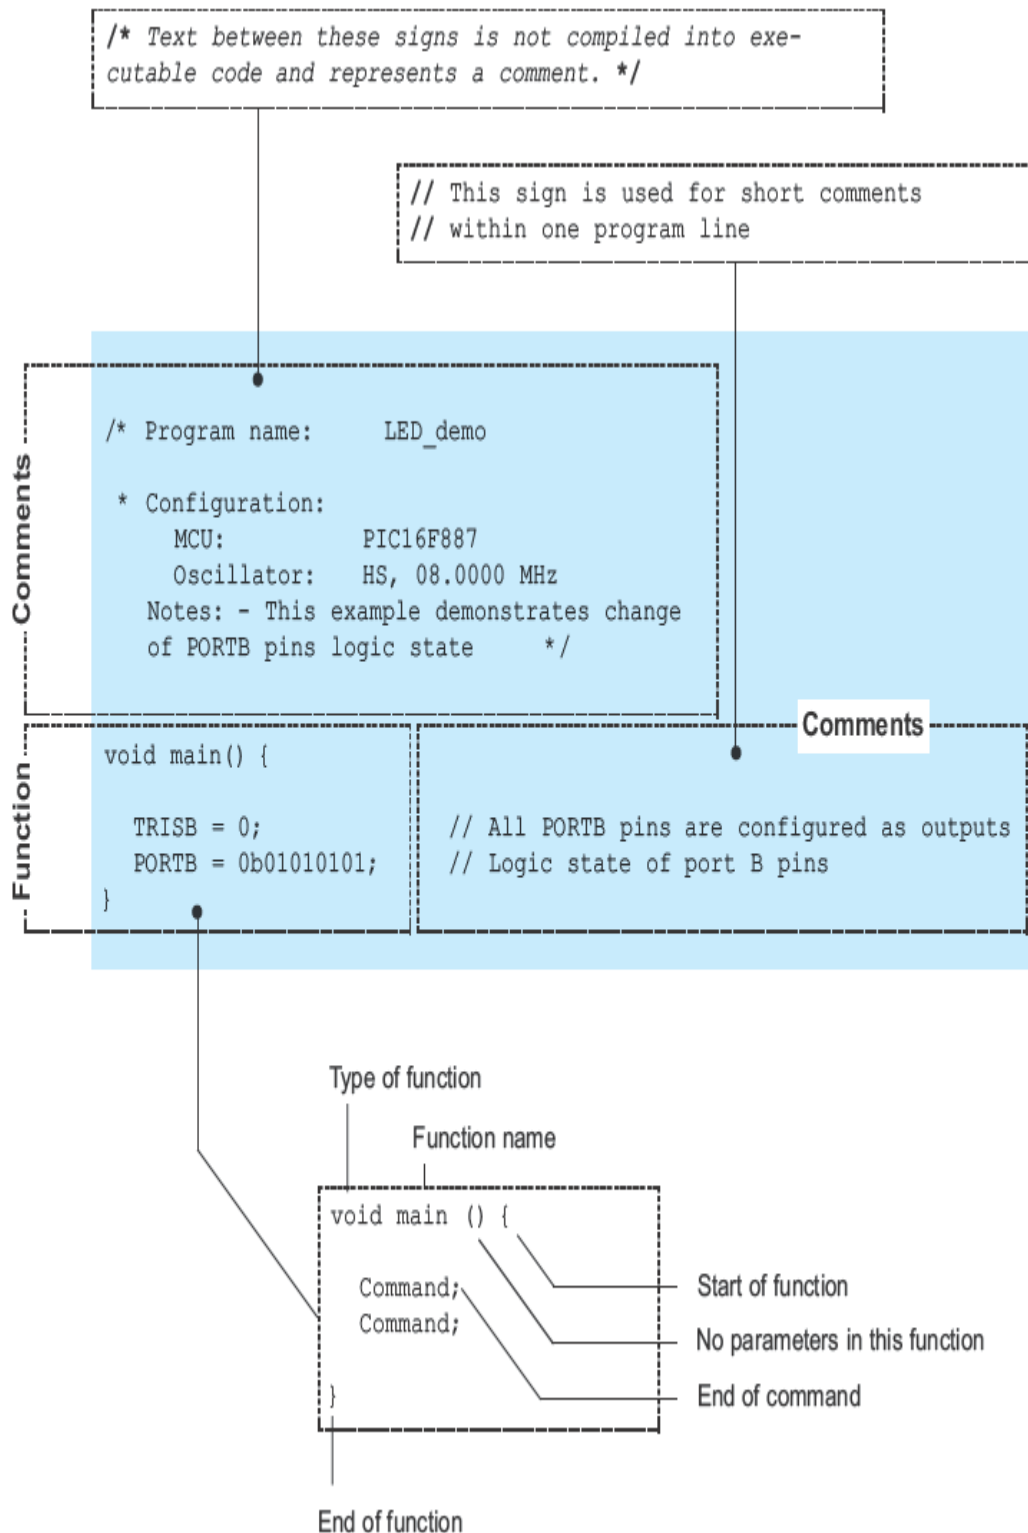 /* Text between these signs is not compiled into exe-
cutable code and represents a comment. */
// This sign is used for short comments
// within one program line
Comments
/* Program name: LED_demo
* Configuration:
MCU: PIC16F887
Oscillator: HS, 08.0000 MHz
Notes: - This example demonstrates change
of PORTB pins logic state */
Function
Comments
void main() {
TRISB = 0; // All PORTB pins are configured as outputs
PORTB = 0b01010101; // Logic state of port B pins
}
Type of function
Function name
void main () {
Command;
Command;
}
Start of function
No parameters in this function
End of command
End of function